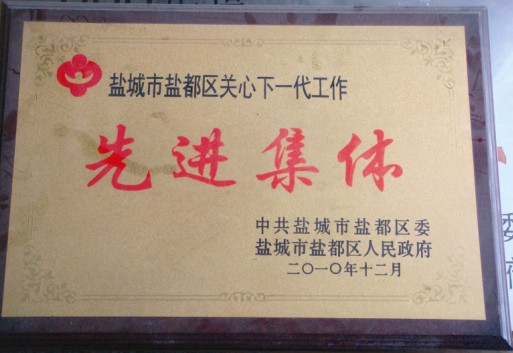 盐城市盐都区关心下一代工作
先进集体
中共盐城市盐都区委
盐城市盐都区人民政府
二〇一〇年十二月